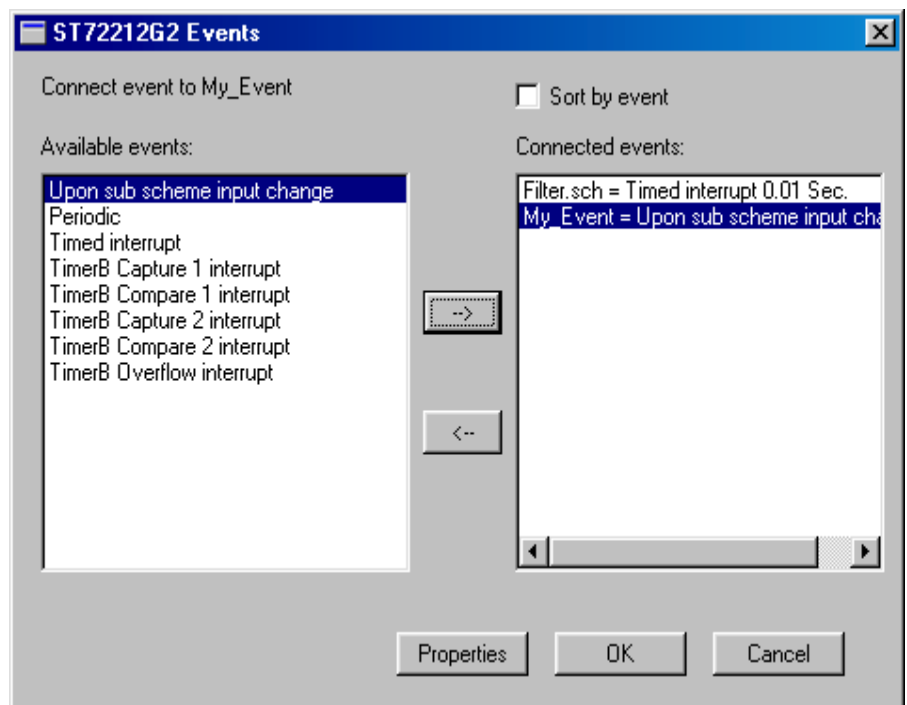 ST72212G2 Events
Connect event to My_Event
Sort by event
Available events:
Connected events:
Upon sub scheme input change
Periodic
Timed interrupt
TimerB Capture 1 interrupt
TimerB Compare 1 interrupt
TimerB Capture 2 interrupt
TimerB Compare 2 interrupt
TimerB Overflow interrupt
-->
<--
Filter.sch = Timed interrupt 0.01 Sec.
My_Event = Upon sub scheme input cha
Properties
OK
Cancel